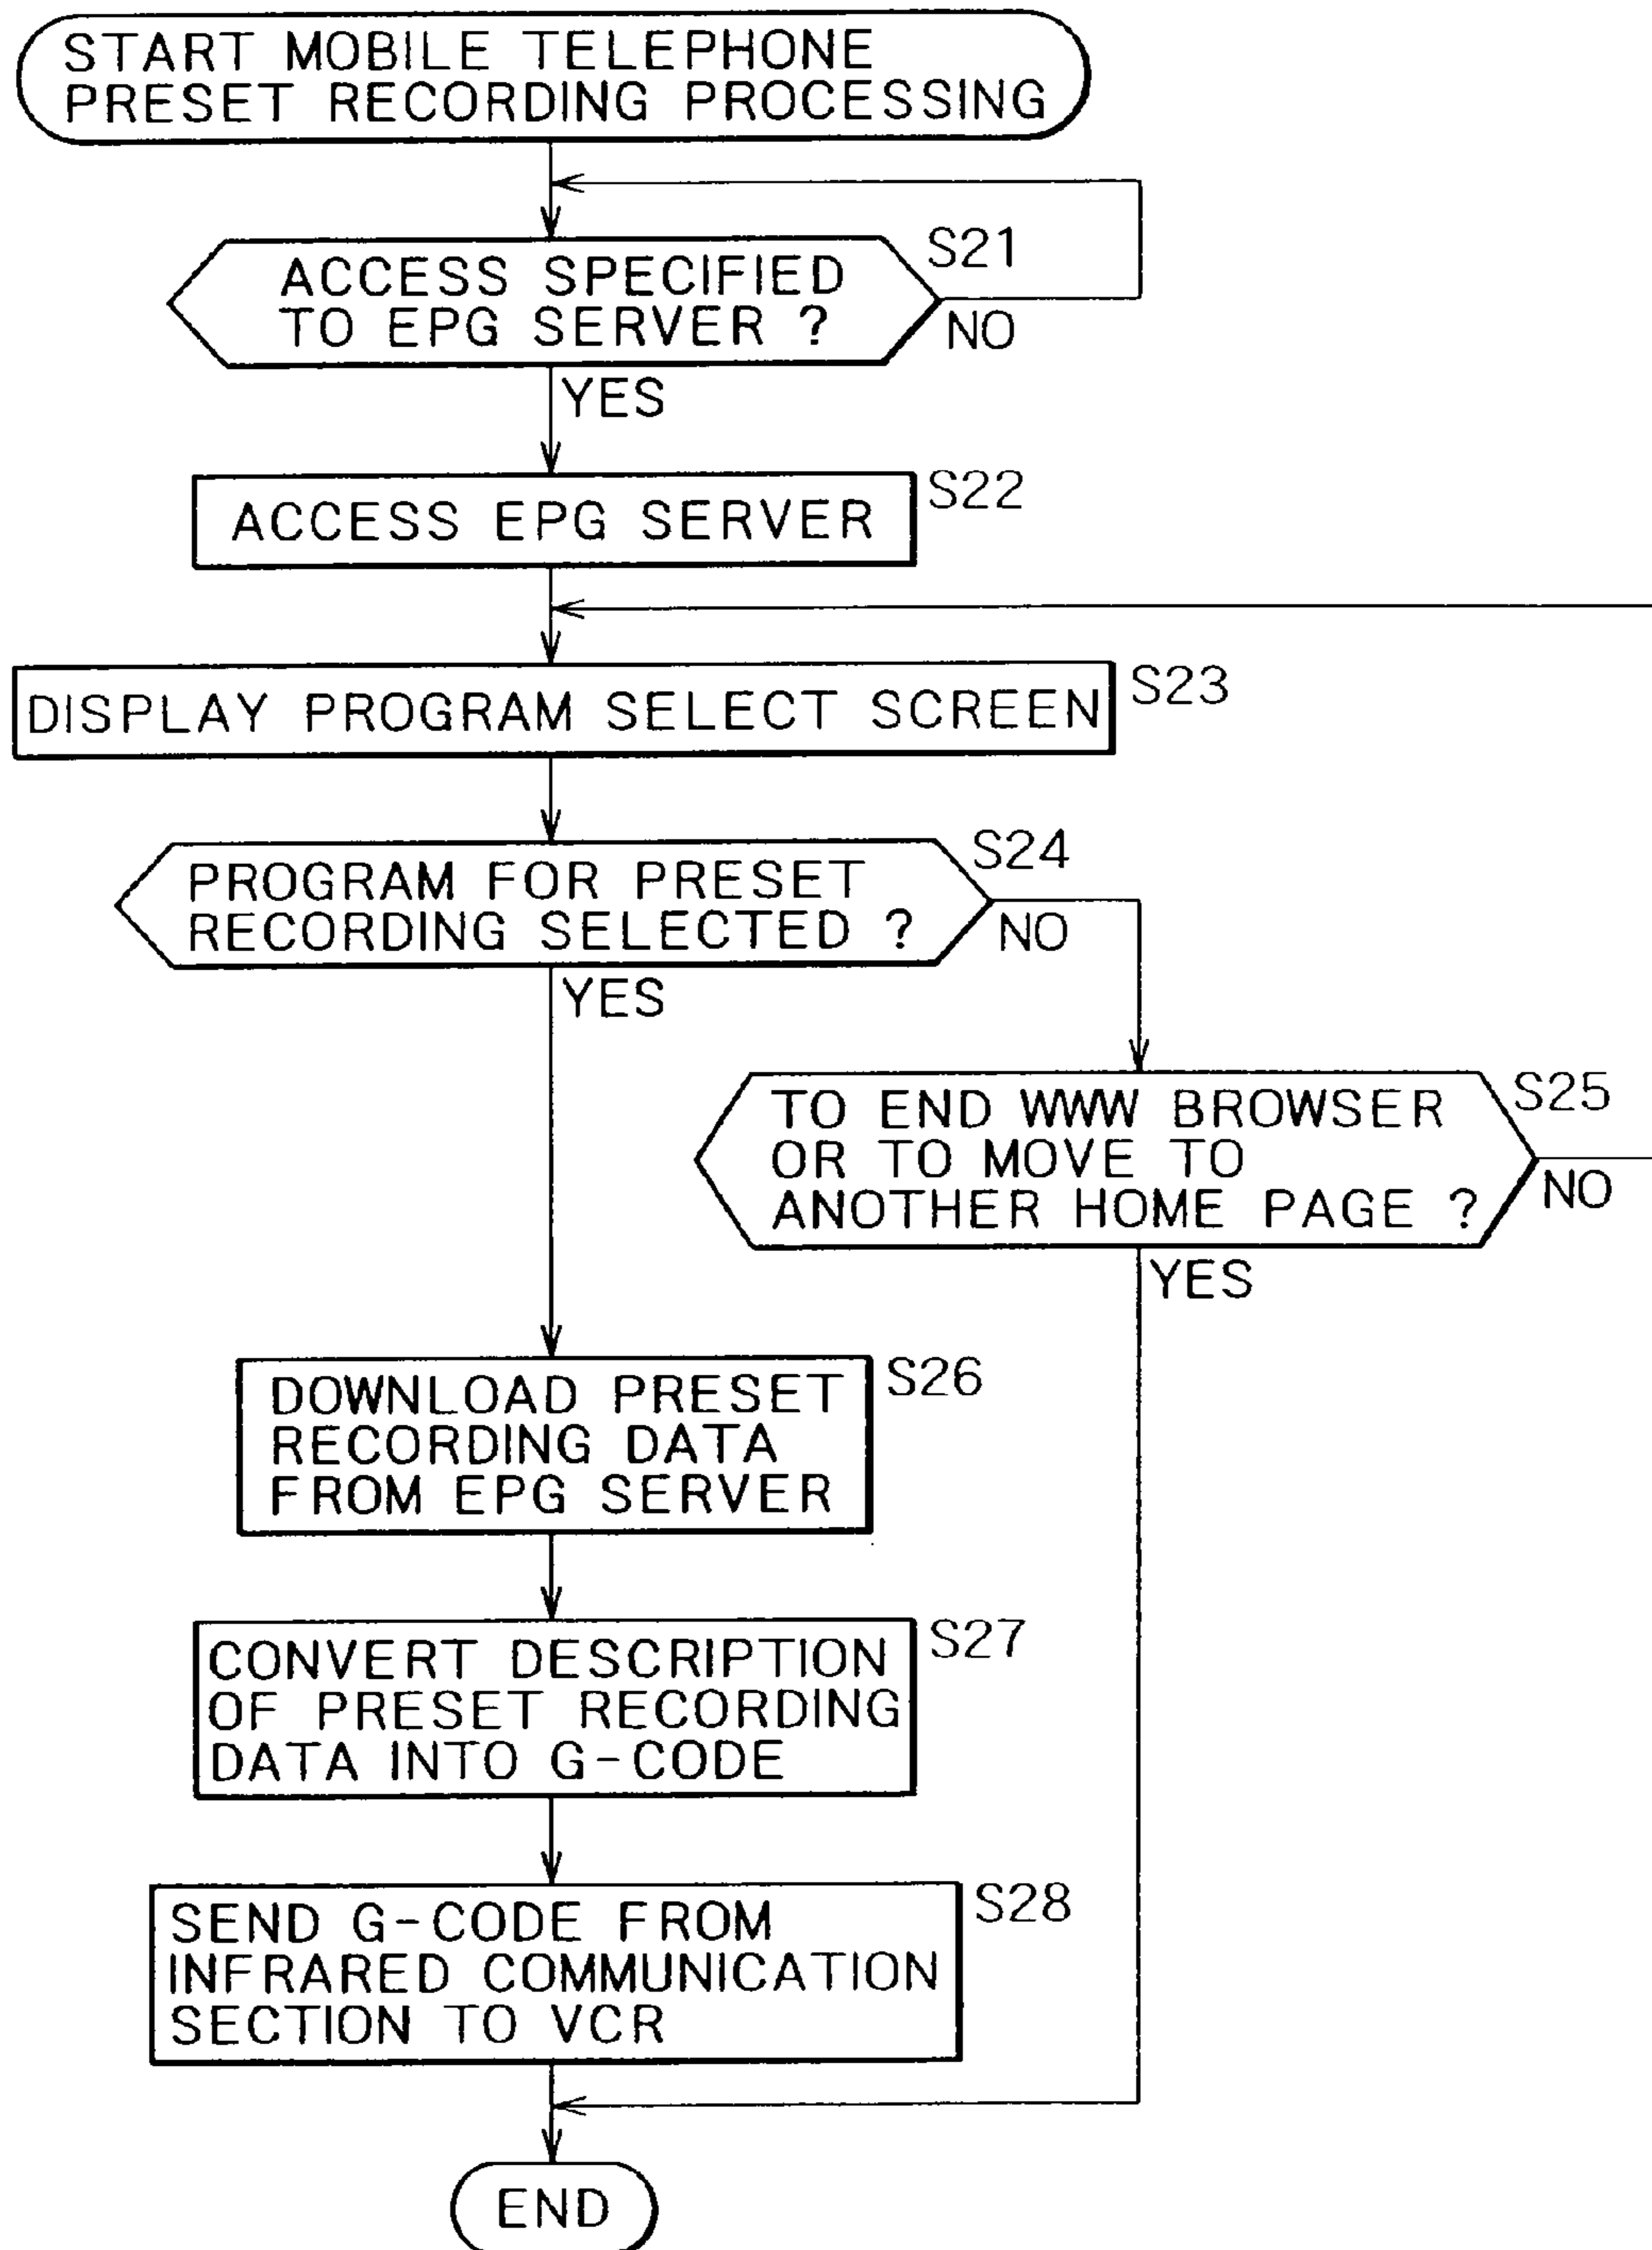 START MOBILE TELEPHONE
PRESET RECORDING PROCESSING
S21
ACCESS SPECIFIED
TO EPG SERVER ?
NO
YES
S22
ACCESS EPG SERVER
S23
DISPLAY PROGRAM SELECT SCREEN
S24
PROGRAM FOR PRESET
RECORDING SELECTED ?
NO
YES
S25
TO END WWW BROWSER
OR TO MOVE TO
ANOTHER HOME PAGE ?
NO
YES
S26
DOWNLOAD PRESET
RECORDING DATA
FROM EPG SERVER
S27
CONVERT DESCRIPTION
OF PRESET RECORDING
DATA INTO G-CODE
S28
SEND G-CODE FROM
INFRARED COMMUNICATION
SECTION TO VCR
END